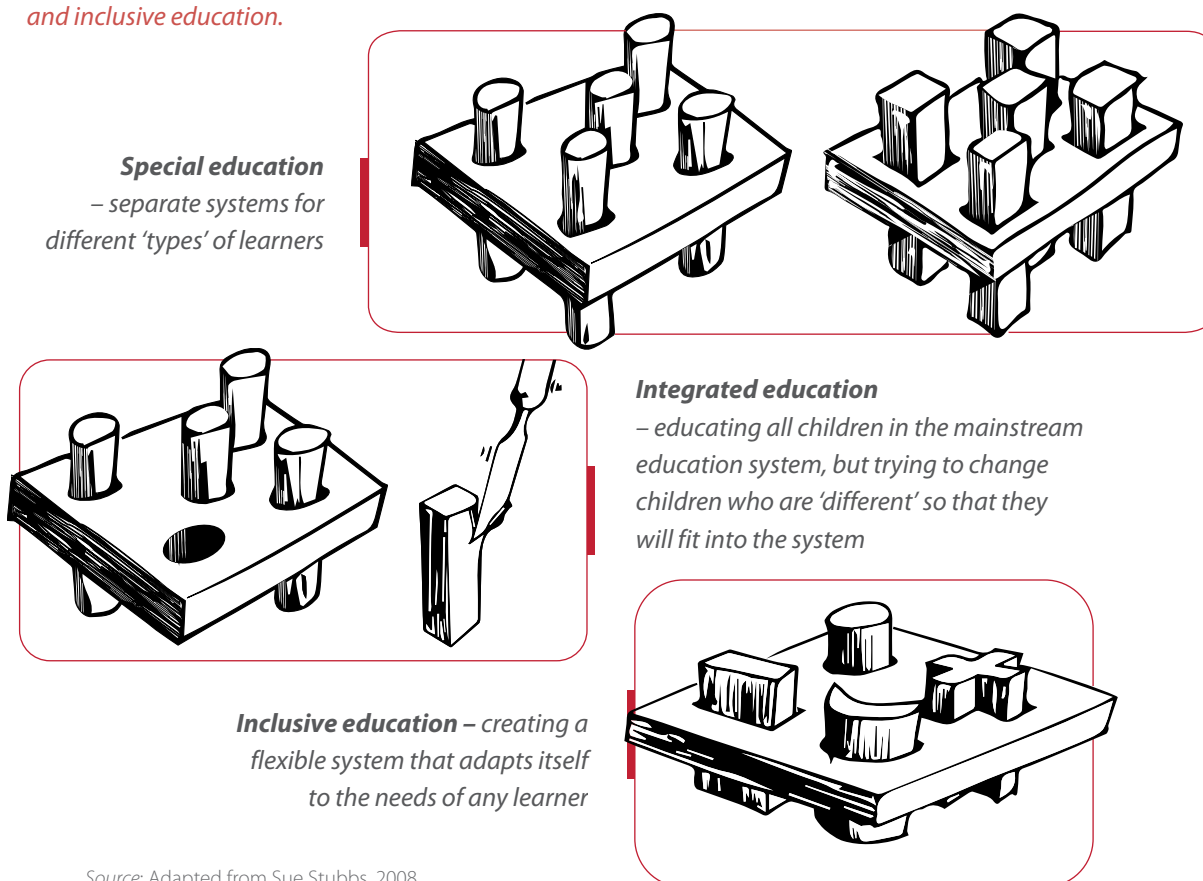 and inclusive education.
Special education
– separate systems for
different ‘types’ of learners
Integrated education
– educating all children in the mainstream
education system, but trying to change
children who are ‘different’ so that they
will fit into the system
Inclusive education – creating a
flexible system that adapts itself
to the needs of any learner
Source: Adapted from Sue Stubbs, 2008